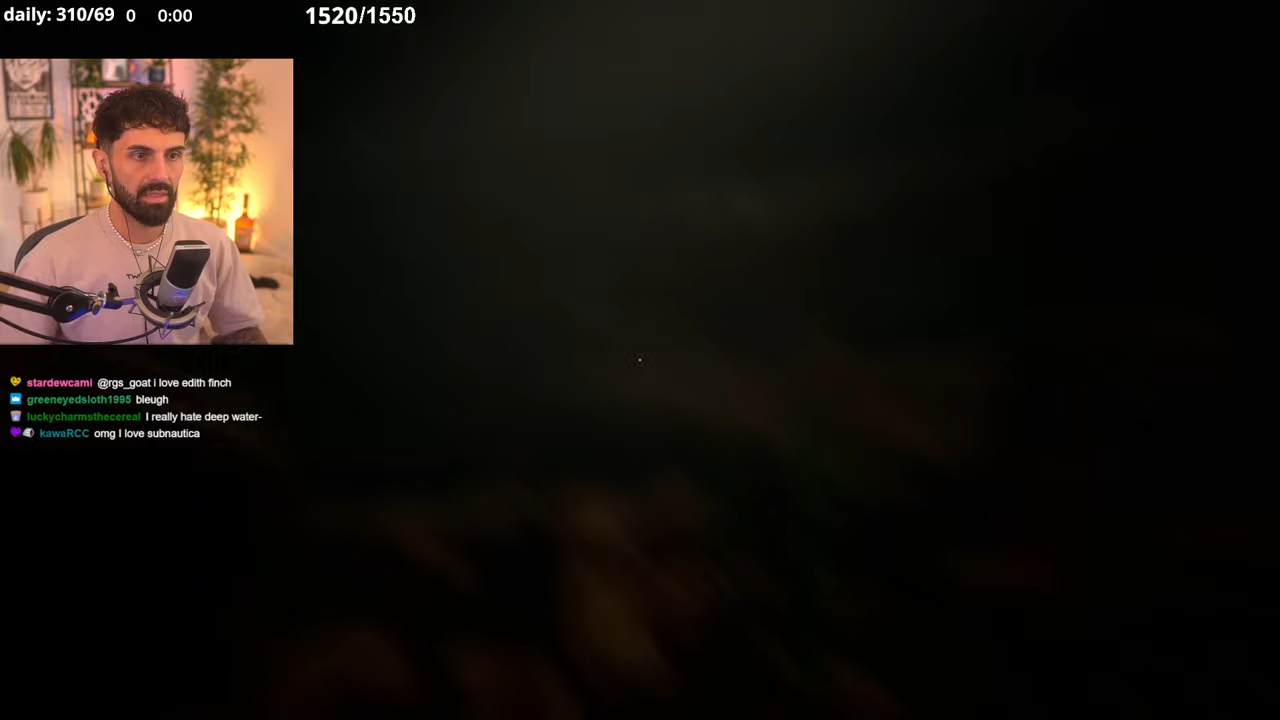 daily: 310/69 0 0:00 1520/1550
stardewcami @rgs_goat i love edith finch
greeneyedsloth1995 bleugh
luckycharmsthecereal I really hate deep water-
kawaRCC omg I love subnautica